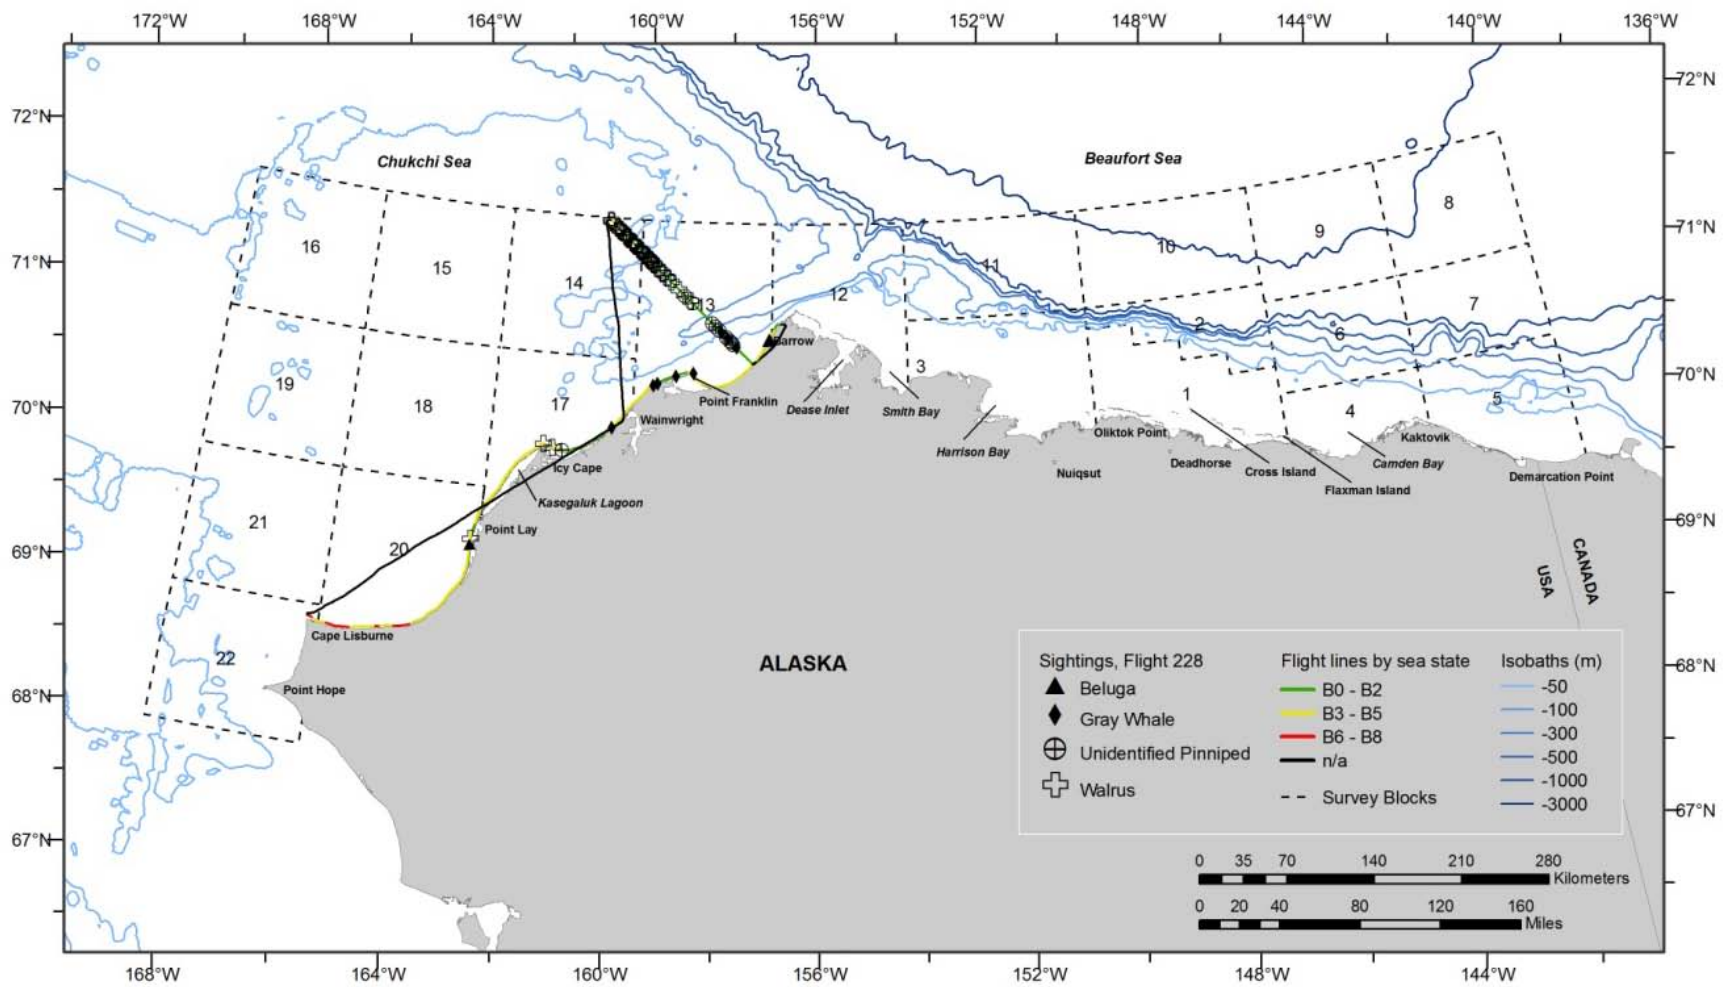 172°W 168°W 164°W 160°W 156°W 152°W 148°W 144°W 140°W 136°W
72°N 72°N
Chukchi Sea Beaufort Sea
8
9
16 10
71°N 71°N
15 14 11
12
13 7
2 6
Barrow
19 3
70°N 70°N
18 17 1 4 5
Point Franklin
Dease Inlet
Smith Bay
Wainwright
Oliktok Point
Kaktovik
Harrison Bay
Icy Cape
Nuiqsut
Deadhorse
Cross Island
Camden Bay
Flaxman Island
Demarcation Point
Kasegaluk Lagoon
21
Point Lay
69°N 69°N
20
CANADA
USA
Cape Lisburne
22
68°N 68°N
Point Hope
ALASKA
Sightings, Flight 228
Beluga
Gray Whale
Unidentified Pinniped
Walrus
Flight lines by sea state
B0 - B2
B3 - B5
B6 - B8
n/a
Survey Blocks
Isobaths (m)
-50
-100
-300
-500
-1000
-3000
67°N 67°N
0 35 70 140 210 280
Kilometers
0 20 40 80 120 160
Miles
168°W 164°W 160°W 156°W 152°W 148°W 144°W